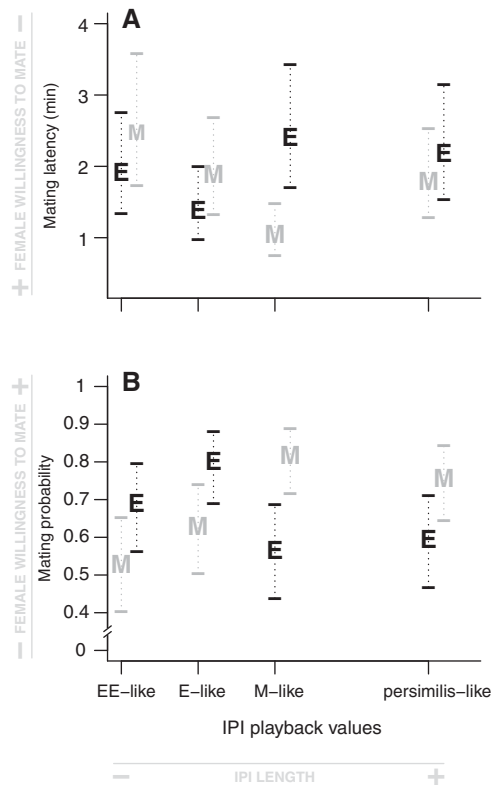 A
4
3
2
1
Mating latency (min)
+ FEMALE WILLINGNESS TO MATE −
E M E M M E M E
B
1
0.9
0.8
0.7
0.6
0.5
0.4
0
Mating probability
− FEMALE WILLINGNESS TO MATE +
M E M E E M E M
EE−like E−like M−like persimilis−like
IPI playback values
− IPI LENGTH +